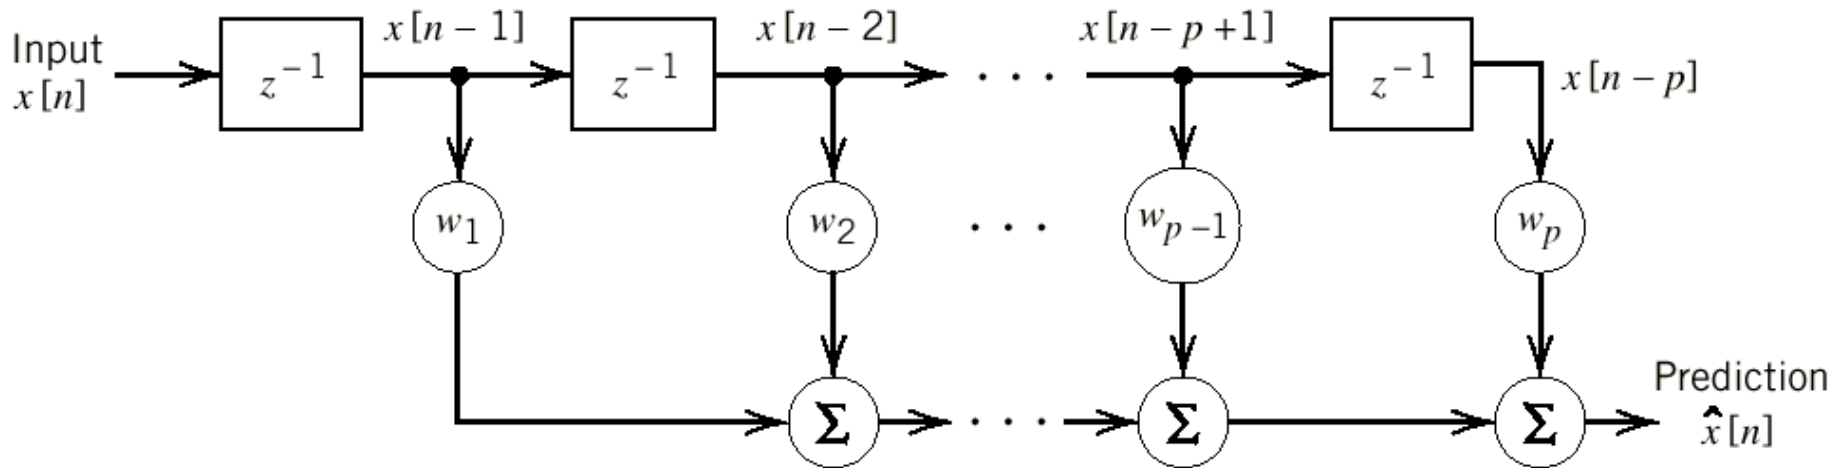 Input
x[n]
z⁻¹
x[n − 1]
z⁻¹
x[n − 2]
· · ·
x[n − p + 1]
z⁻¹
x[n − p]
w₁
w₂
· · ·
wₚ₋₁
wₚ
Σ
· · ·
Σ
Σ
Prediction
x̂[n]